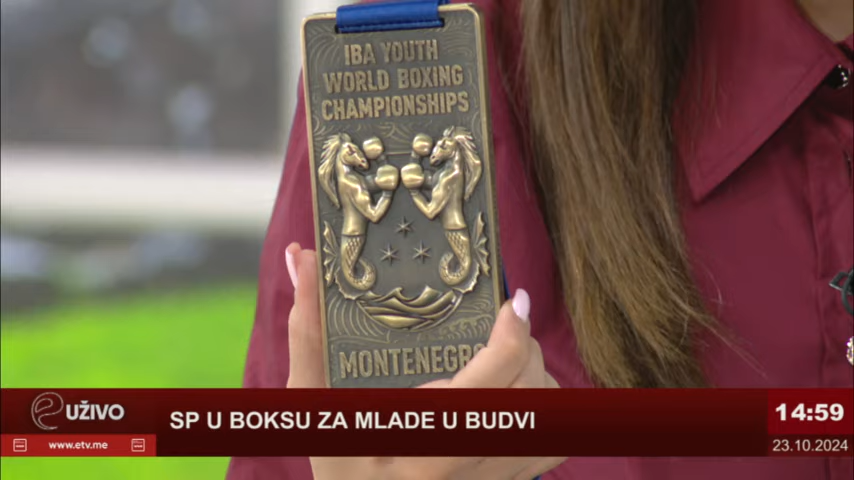 IBA YOUTH
WORLD BOXING
CHAMPIONSHIPS
MONTENEGRO
e UŽIVO
www.etv.me
SP U BOKSU ZA MLADE U BUDVI
14:59
23.10.2024